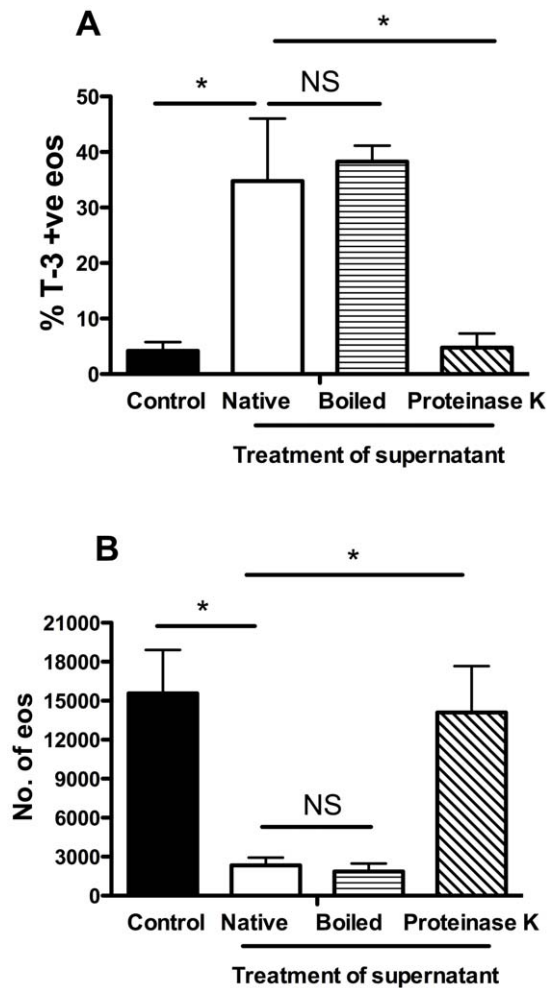 A
*
* NS
% T-3 +ve eos
50
40
30
20
10
0
Control Native Boiled Proteinase K
Treatment of supernatant
B
*
*
NS
No. of eos
21000
18000
15000
12000
9000
6000
3000
0
Control Native Boiled Proteinase K
Treatment of supernatant